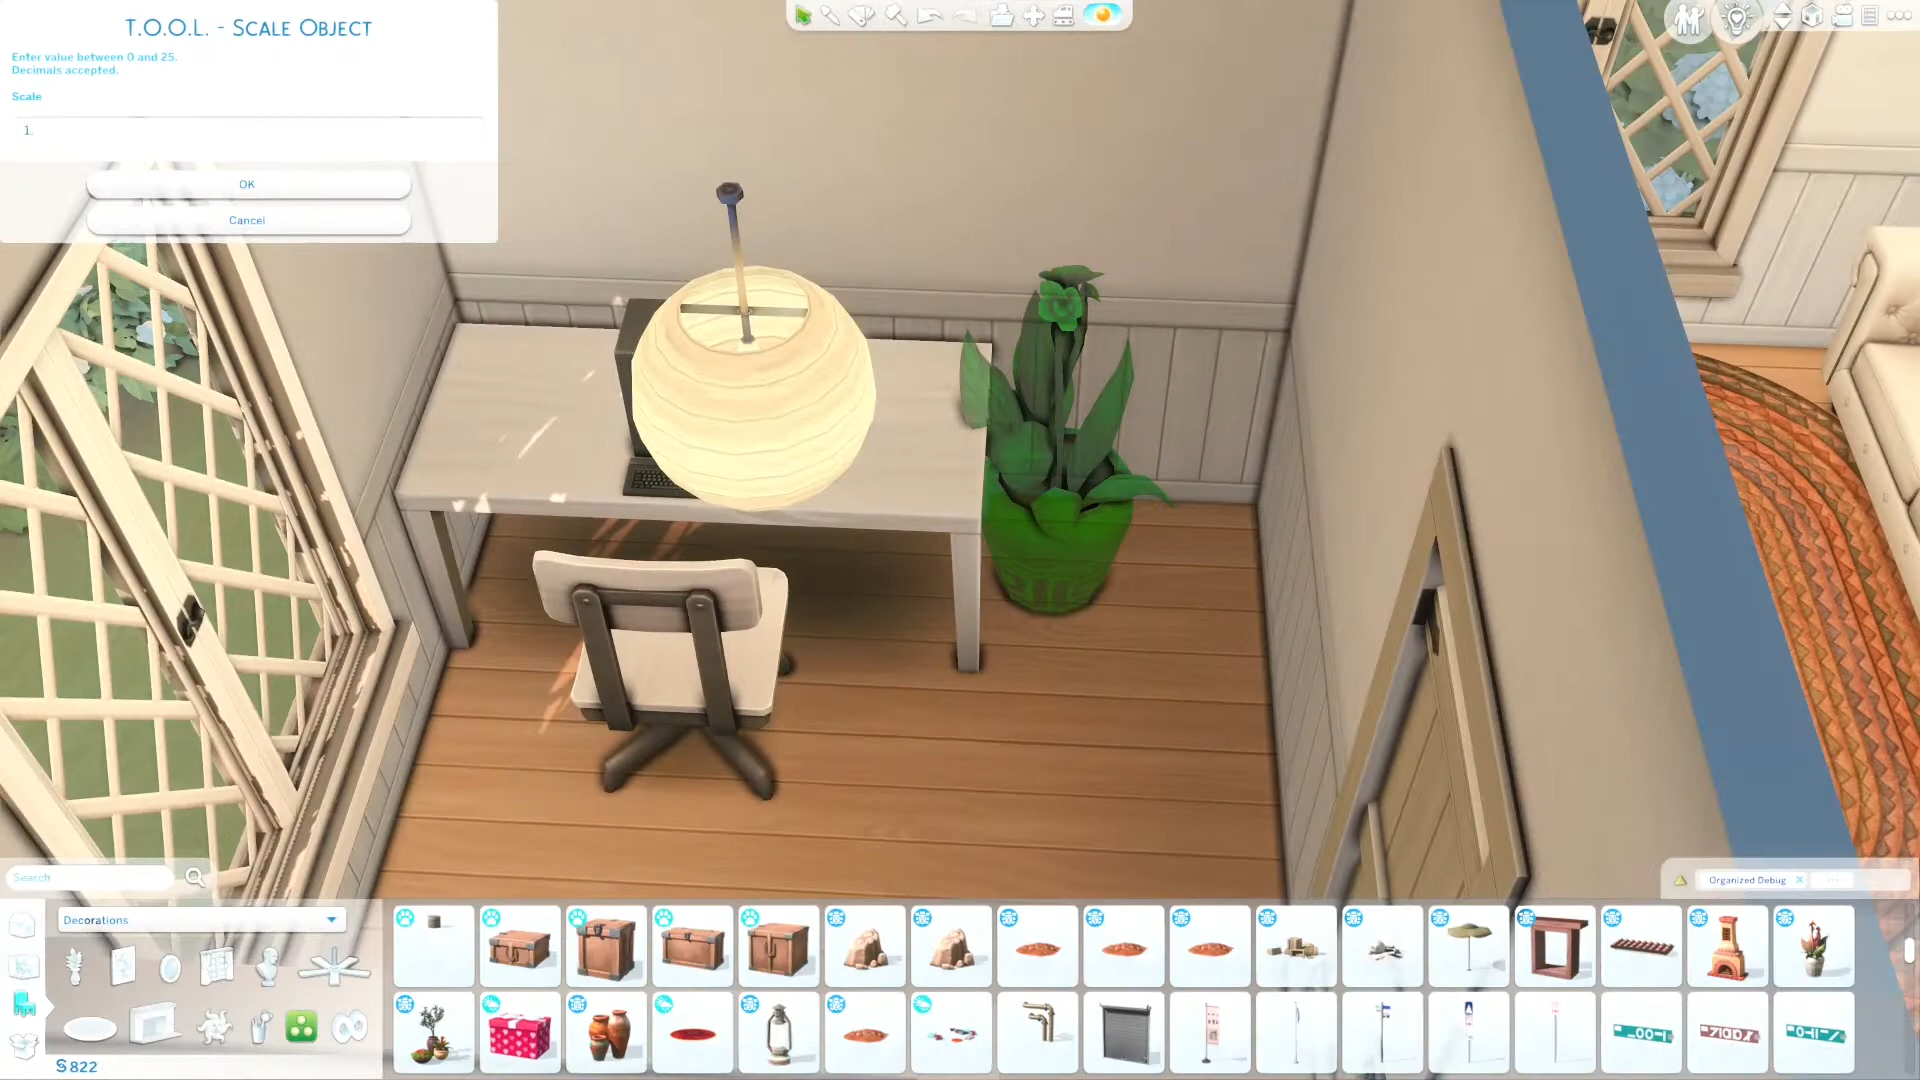 T.O.O.L. - Scale Object
Enter value between 0 and 25.
Decimals accepted.
Scale
1.
OK
Cancel
Search
Organized Debug
Decorations
§822